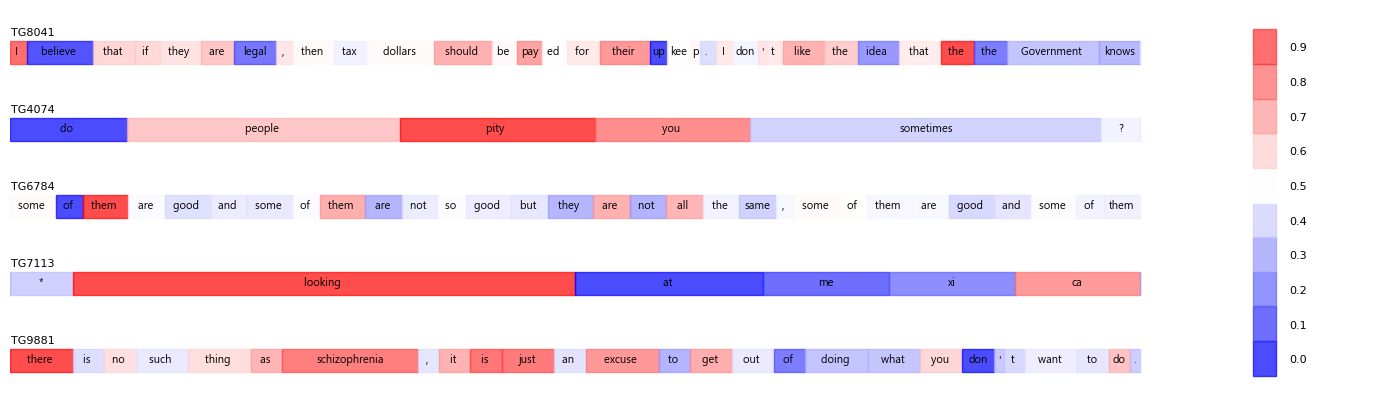 TG8041
I believe that if they are legal , then tax dollars should be pay ed for their up kee p . I don ' t like the idea that the the Government knows
TG4074
do people pity you sometimes ?
TG6784
some of them are good and some of them are not so good but they are not all the same , some of them are good and some of them
TG7113
* looking at me xi ca
TG9881
there is no such thing as schizophrenia , it is just an excuse to get out of doing what you don ' t want to do .
0.9
0.8
0.7
0.6
0.5
0.4
0.3
0.2
0.1
0.0